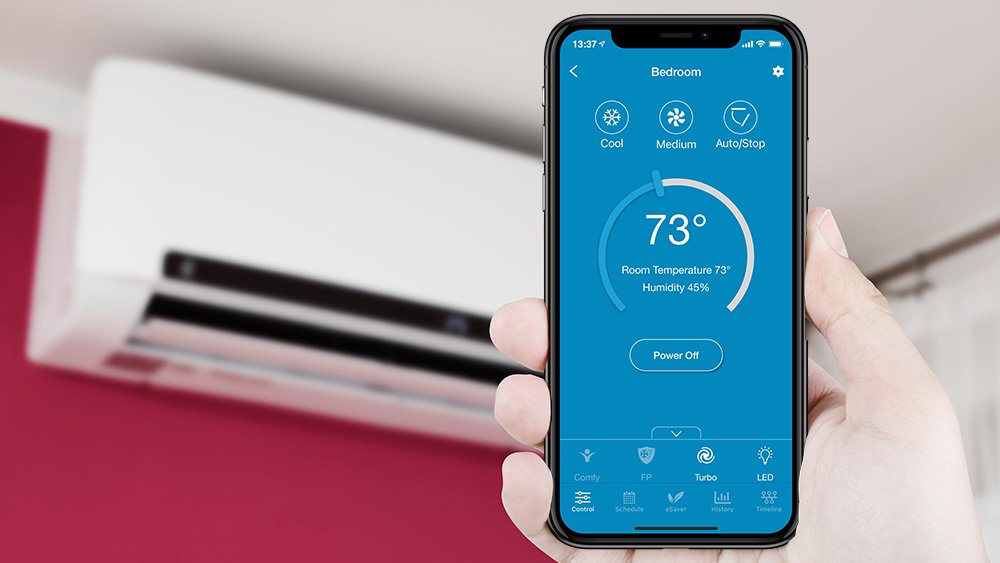 13:37
Bedroom
Cool Medium Auto/Stop
73°
Room Temperature 73°
Humidity 45%
Power Off
Comfy FP Turbo LED
Control Schedule eSaver History Timeline